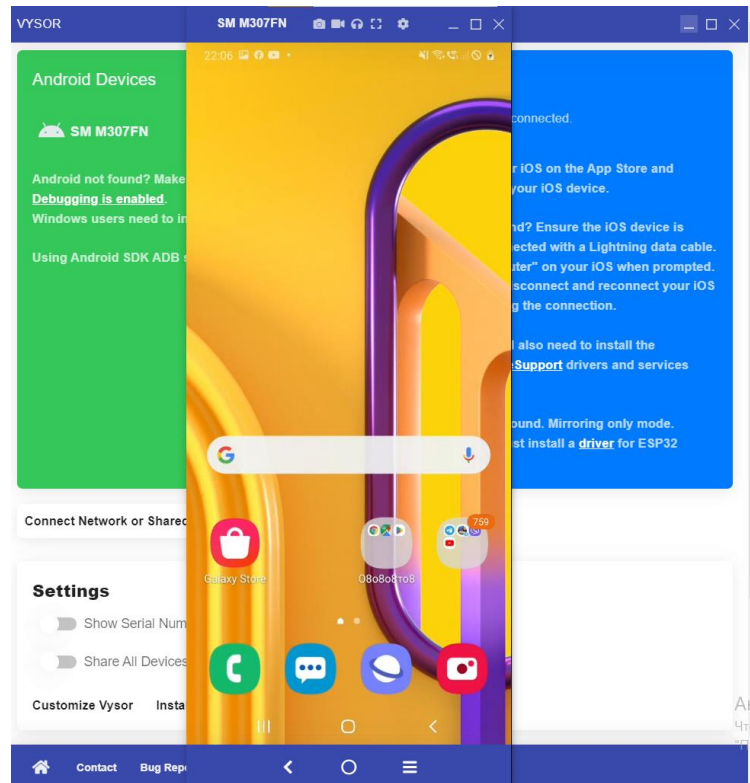 VYSOR
SM M307FN
22:06
Android Devices
SM M307FN
Android not found? Make
Debugging is enabled.
Windows users need to in
Using Android SDK ADB s
connected.
r iOS on the App Store and
your iOS device.
nd? Ensure the iOS device is
ected with a Lightning data cable.
uter" on your iOS when prompted.
sconnect and reconnect your iOS
g the connection.
l also need to install the
Support drivers and services
ound. Mirroring only mode.
st install a driver for ESP32
759
Galaxy Store
Connect Network or Shared
Settings
Show Serial Num
Share All Devices
Customize Vysor
Insta
Contact
Bug Repo